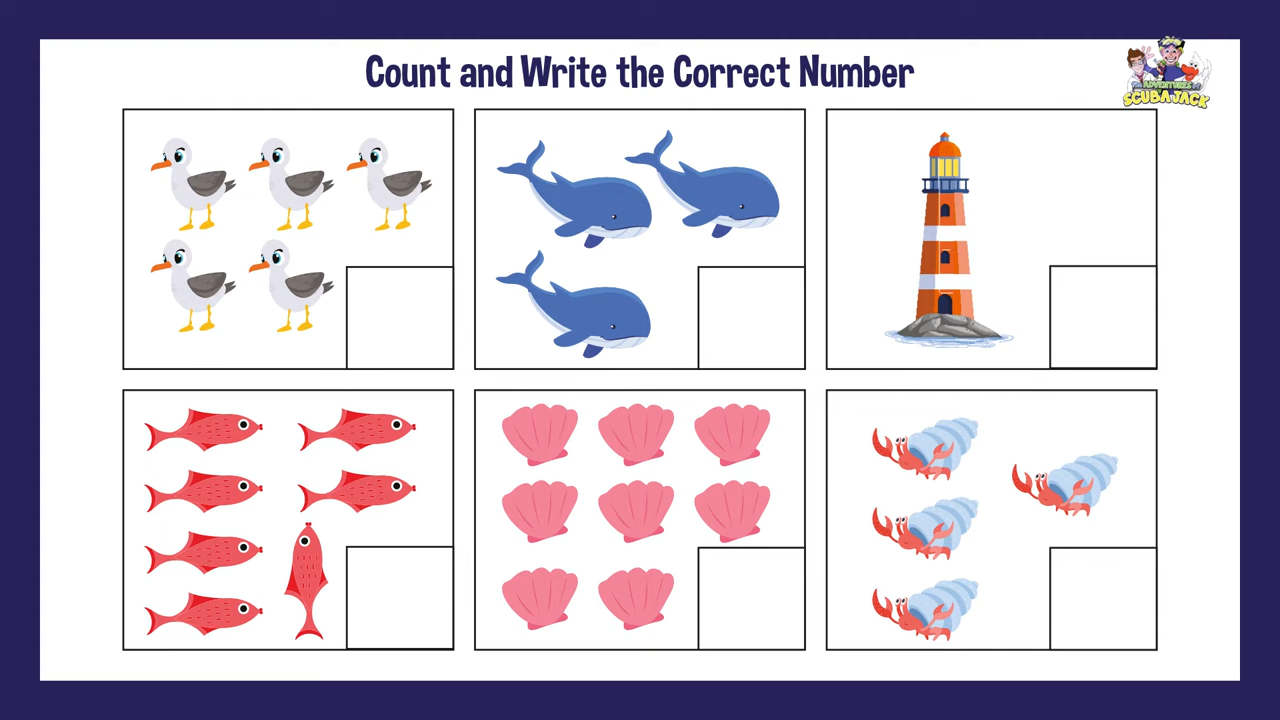 Count and Write the Correct Number
THE ADVENTURES OF
SCUBA JACK